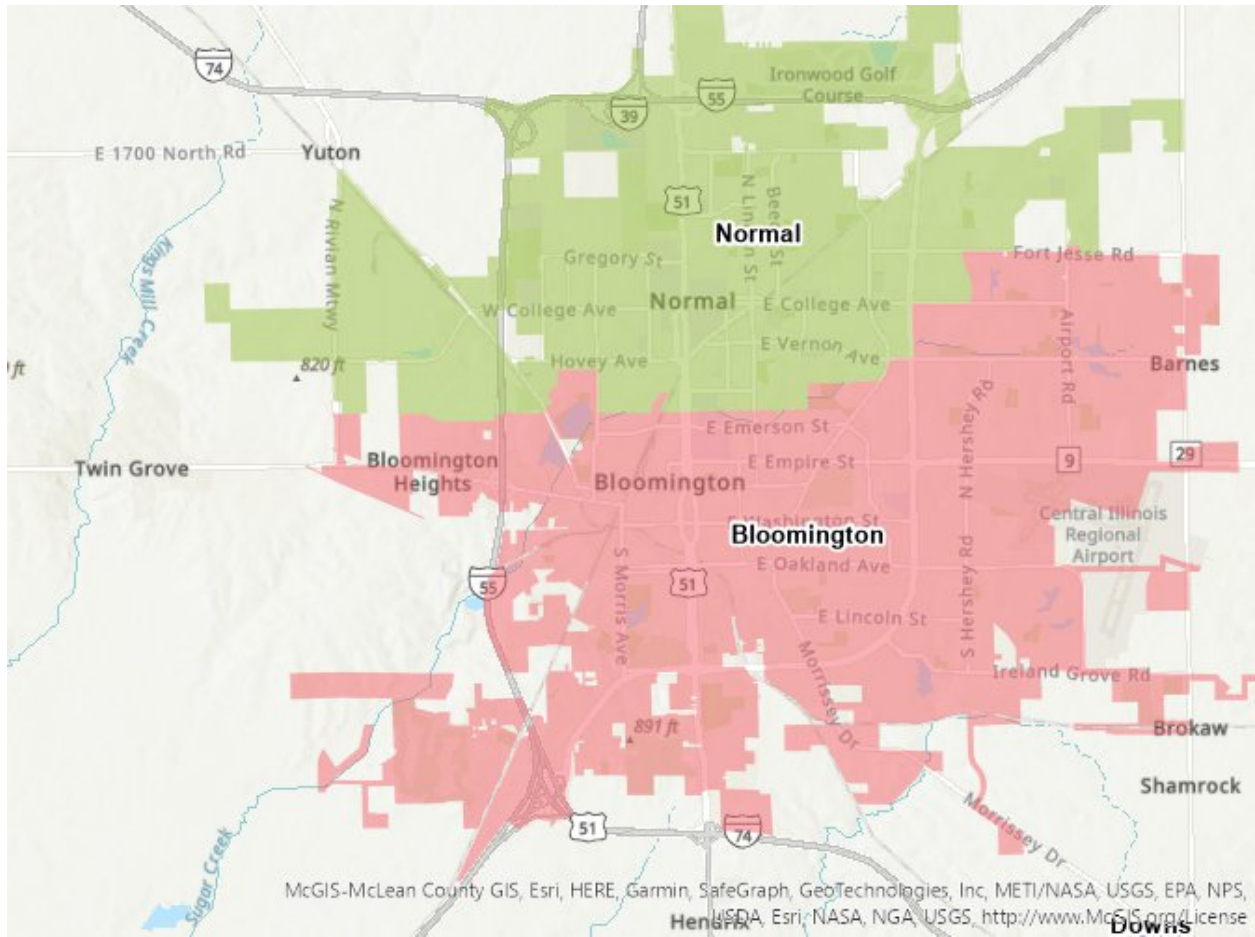 74
55
Ironwood Golf
Course
39
E 1700 North Rd
Yuton
N Rivian Mtwy
Kings Mill Creek
51
N Linden St
Beech St
Normal
Gregory St
Fort Jesse Rd
Normal
W College Ave
E College Ave
Hovey Ave
E Vernon Ave
Airport Rd
820 ft
ft
Barnes
E Emerson St
N Hershey Rd
Twin Grove
Bloomington
Heights
E Empire St
9
29
Bloomington
E Washington St
Bloomington
Central Illinois
Regional
Airport
E Oakland Ave
55
S Morris Ave
51
E Lincoln St
S Hershey Rd
Ireland Grove Rd
Morrissey Dr
891 ft
Brokaw
Shamrock
51
74
Morrissey Dr
Sugar Creek
McGIS-McLean County GIS, Esri, HERE, Garmin, SafeGraph, GeoTechnologies, Inc, METI/NASA, USGS, EPA, NPS,
USDA, Esri, NASA, NGA, USGS, http://www.McGIS.org/License
Hendrix
Downs